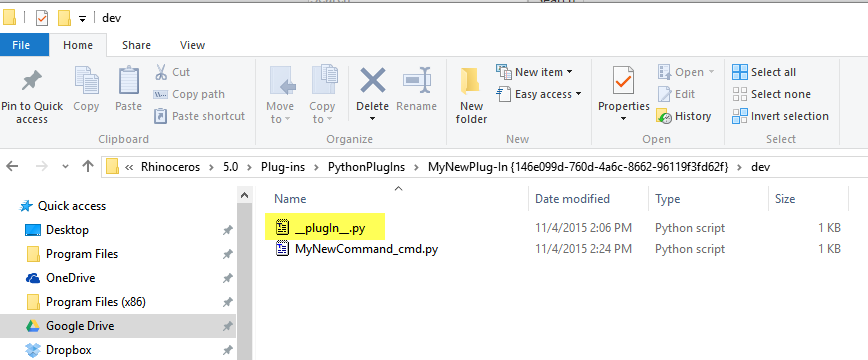 dev
File Home Share View
Pin to Quick access
Copy
Paste
Cut
Copy path
Paste shortcut
Clipboard
Move to
Copy to
Delete
Rename
Organize
New folder
New item
Easy access
New
Properties
Open
Edit
History
Open
Select all
Select none
Invert selection
Select
« Rhinoceros > 5.0 > Plug-ins > PythonPlugIns > MyNewPlug-In {146e099d-760d-4a6c-8662-96119f3fd62f} > dev
Quick access
Desktop
Program Files
OneDrive
Program Files (x86)
Google Drive
Dropbox
Name Date modified Type Size
__plugIn__.py 11/4/2015 2:06 PM Python script 1 KB
MyNewCommand_cmd.py 11/4/2015 2:24 PM Python script 1 KB